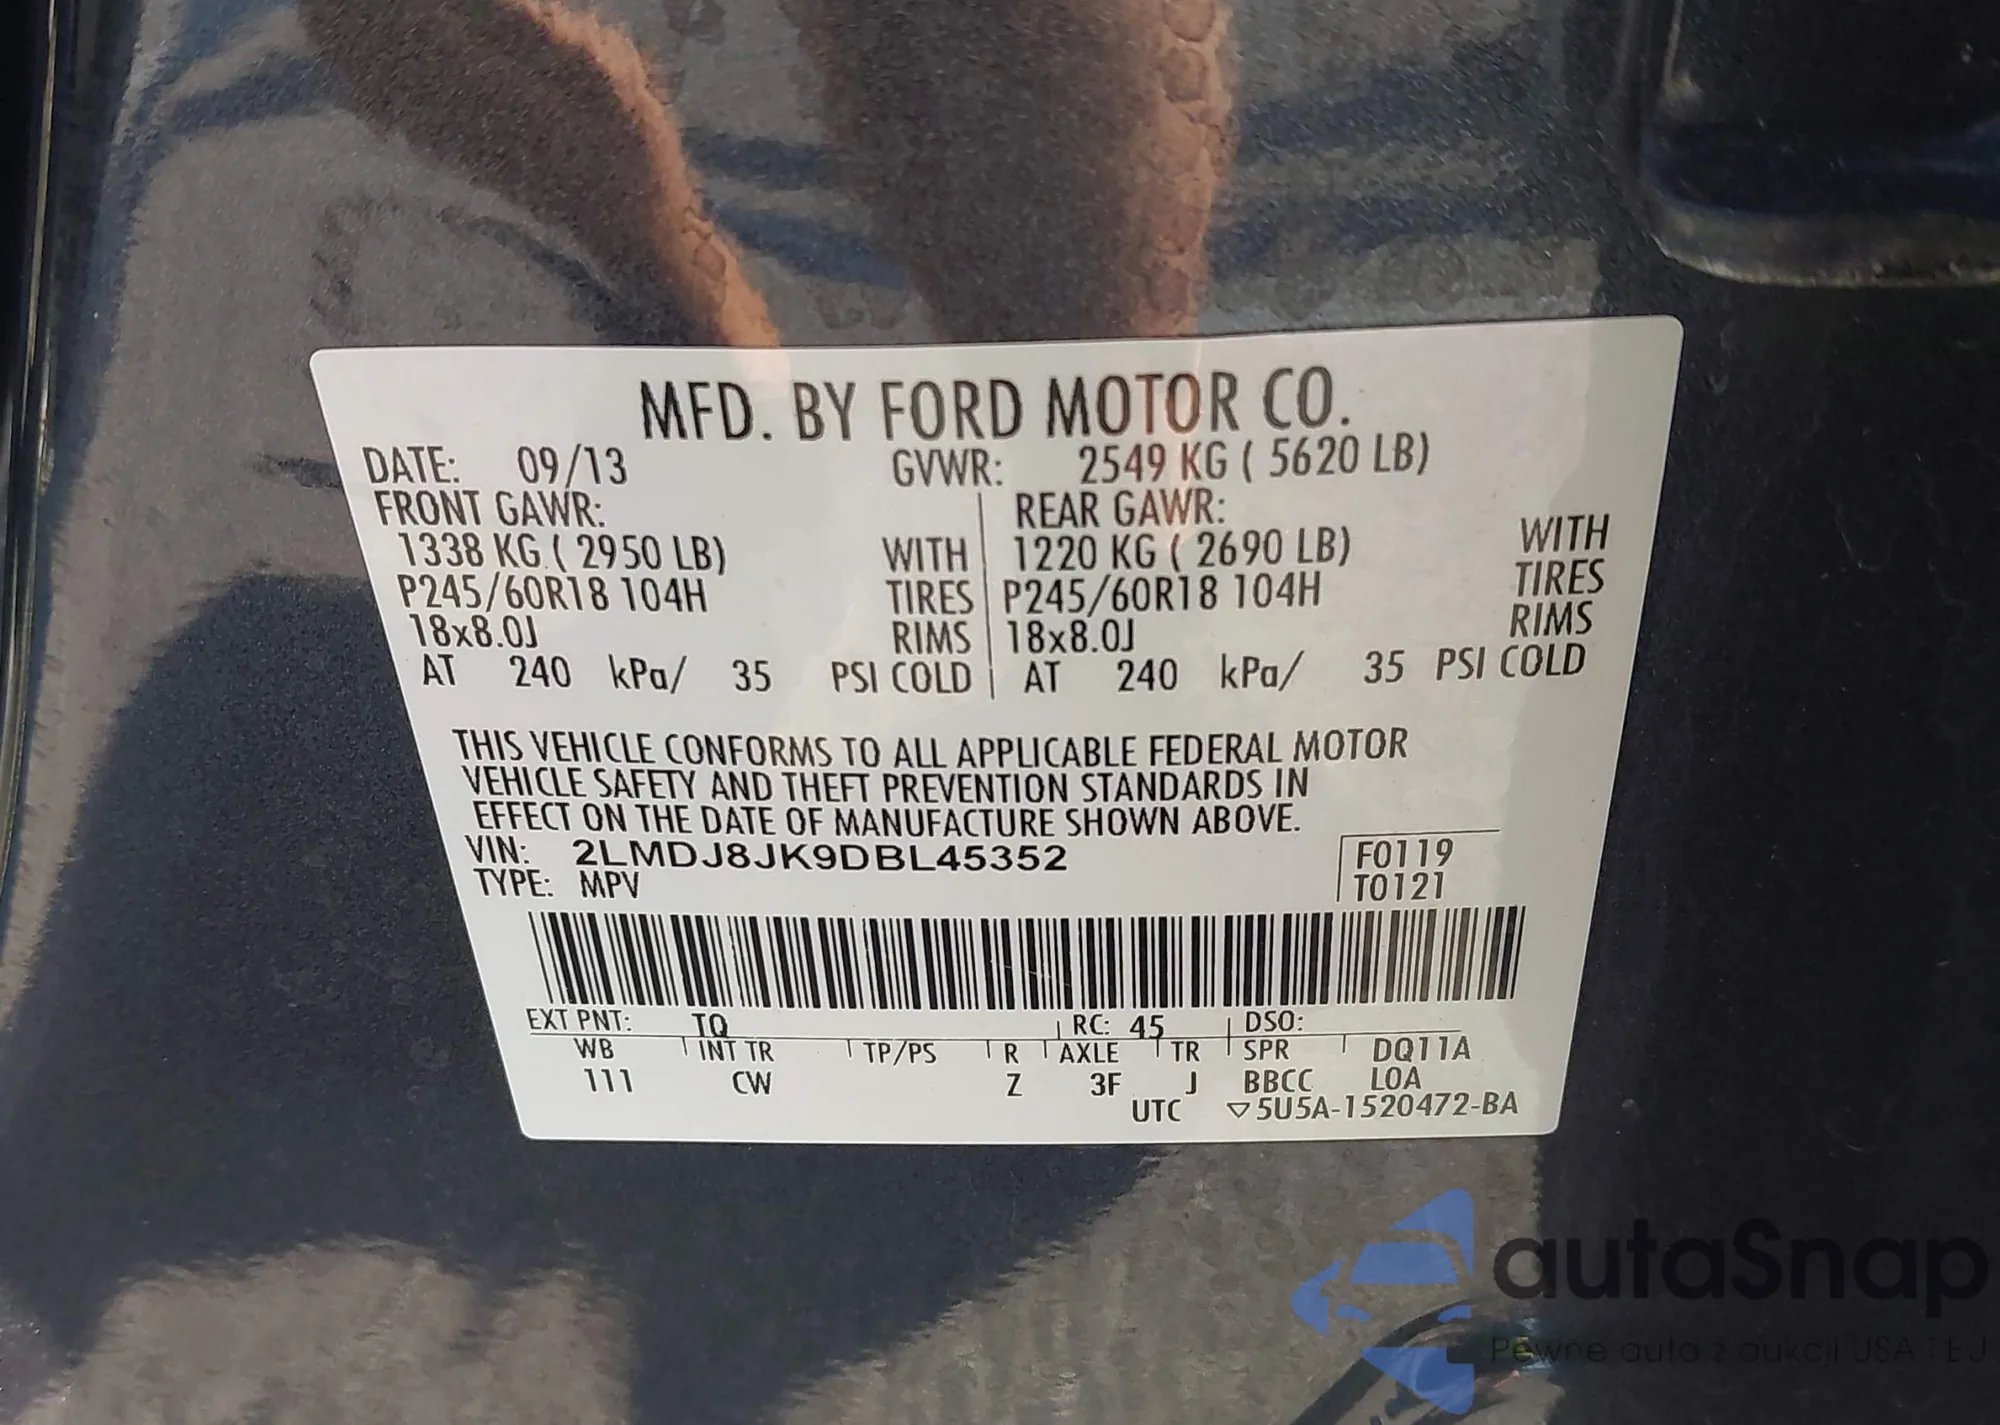 MFD. BY FORD MOTOR CO.
DATE: 09/13 GVWR: 2549 KG ( 5620 LB)
FRONT GAWR: REAR GAWR:
1338 KG ( 2950 LB) WITH 1220 KG ( 2690 LB) WITH
P245/60R18 104H TIRES P245/60R18 104H TIRES
18x8.0J RIMS 18x8.0J RIMS
AT 240 kPa/ 35 PSI COLD AT 240 kPa/ 35 PSI COLD
THIS VEHICLE CONFORMS TO ALL APPLICABLE FEDERAL MOTOR
VEHICLE SAFETY AND THEFT PREVENTION STANDARDS IN
EFFECT ON THE DATE OF MANUFACTURE SHOWN ABOVE.
VIN: 2LMDJ8JK9DBL45352 F0119
TYPE: MPV T0121
EXT PNT: TQ RC: 45 DSO:
WB INT TR TP/PS R AXLE TR SPR DQ11A
111 CW Z 3F J BBCC LOA
UTC ▽5U5A-1520472-BA
autaSnap
Pewne auta z aukcji USA i EJ